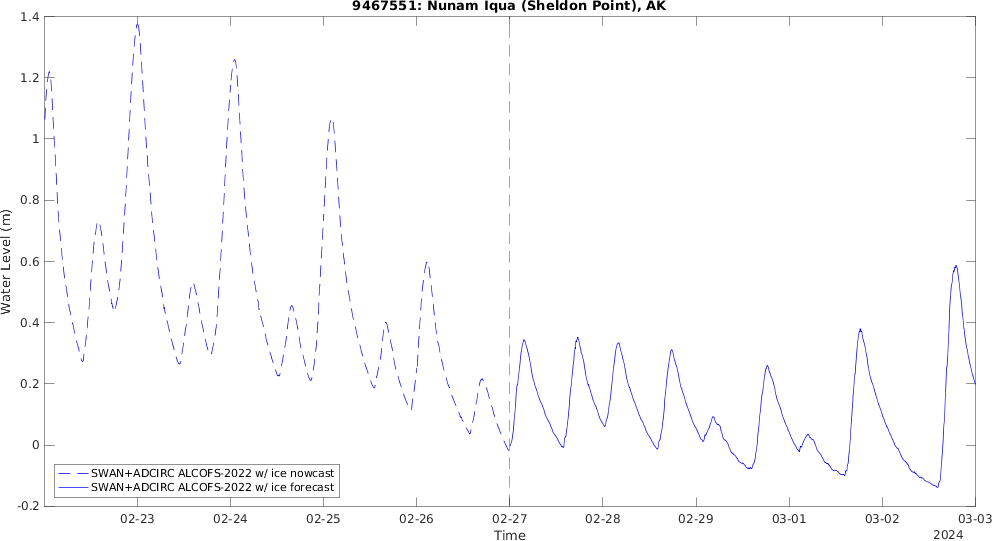 9467551: Nunam Iqua (Sheldon Point), AK
1.4
1.2
1
0.8
0.6
0.4
0.2
0
-0.2
Water Level (m)
SWAN+ADCIRC ALCOFS-2022 w/ ice nowcast
SWAN+ADCIRC ALCOFS-2022 w/ ice forecast
02-23 02-24 02-25 02-26 02-27 02-28 02-29 03-01 03-02 03-03
Time
2024